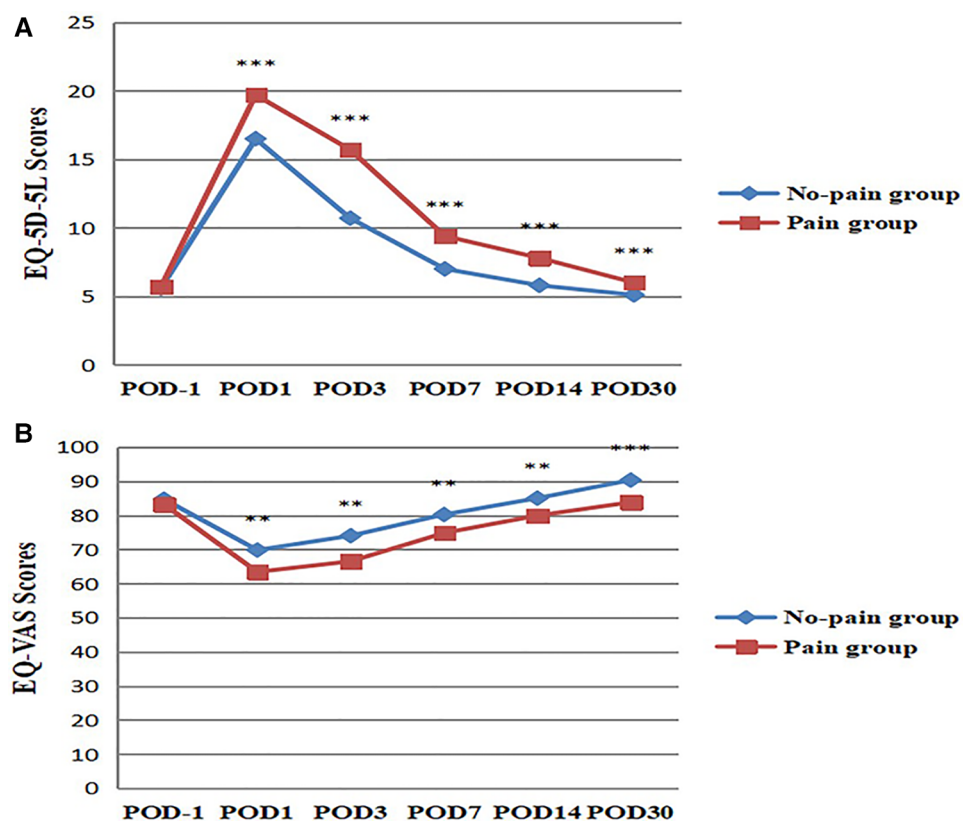 A
25
20
15
10
5
0
EQ-5D-5L Scores
***
***
***
***
***
POD-1 POD1 POD3 POD7 POD14 POD30
No-pain group
Pain group
B
100
90
80
70
60
50
40
30
20
10
0
EQ-VAS Scores
**
**
**
**
***
POD-1 POD1 POD3 POD7 POD14 POD30
No-pain group
Pain group